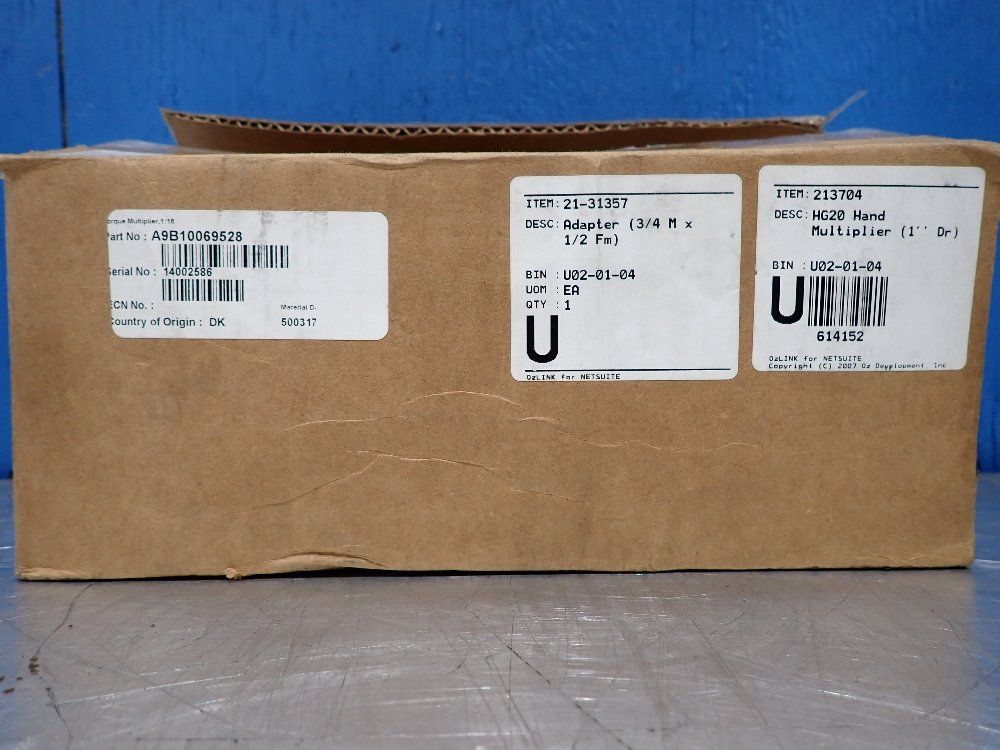 orque Multiplier,1:16
Part No : A9B10069528
Serial No : 14002586
ECN No. :
Material D.
Country of Origin : DK
500317
ITEM: 21-31357
DESC: Adapter (3/4 M x
1/2 Fm)
BIN : U02-01-04
UOM : EA
QTY : 1
U
OzLINK for NETSUITE
ITEM: 213704
DESC: HG20 Hand
Multiplier (1'' Dr)
BIN : U02-01-04
U
614152
OzLINK for NETSUITE
Copyright (C) 2007 Oz Development, Inc